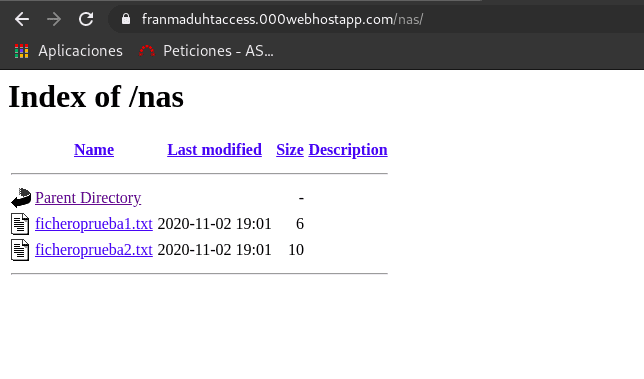 franmaduhtaccess.000webhostapp.com/nas/
Aplicaciones Peticiones - AS...
Index of /nas
Name Last modified Size Description
Parent Directory -
ficheroprueba1.txt 2020-11-02 19:01 6
ficheroprueba2.txt 2020-11-02 19:01 10